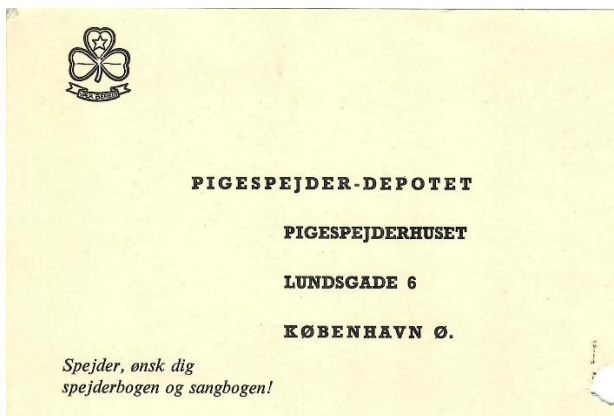 PIGESPEJDER-DEPOTET
PIGESPEJDERHUSET
LUNDSGADE 6
KØBENHAVN Ø.
Spejder, ønsk dig
spejderbogen og sangbogen!